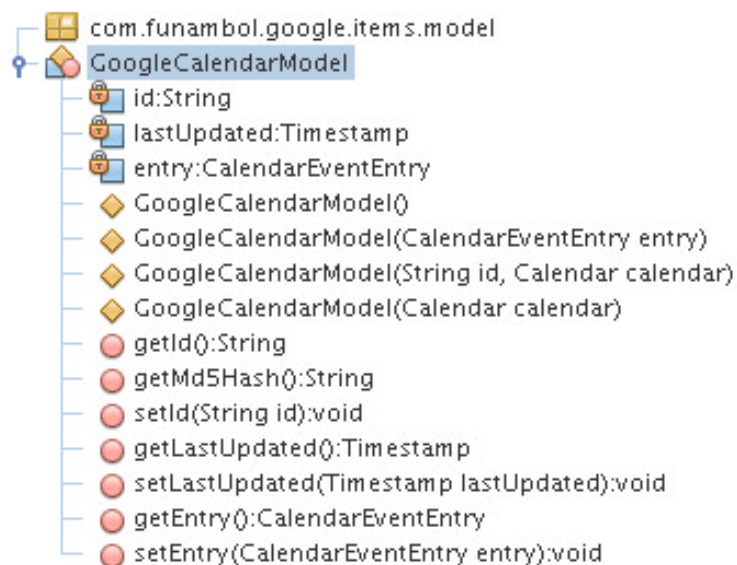 com.funambol.google.items.model
GoogleCalendarModel
id:String
lastUpdated:Timestamp
entry:CalendarEventEntry
GoogleCalendarModel()
GoogleCalendarModel(CalendarEventEntry entry)
GoogleCalendarModel(String id, Calendar calendar)
GoogleCalendarModel(Calendar calendar)
getId():String
getMd5Hash():String
setId(String id):void
getLastUpdated():Timestamp
setLastUpdated(Timestamp lastUpdated):void
getEntry():CalendarEventEntry
setEntry(CalendarEventEntry entry):void